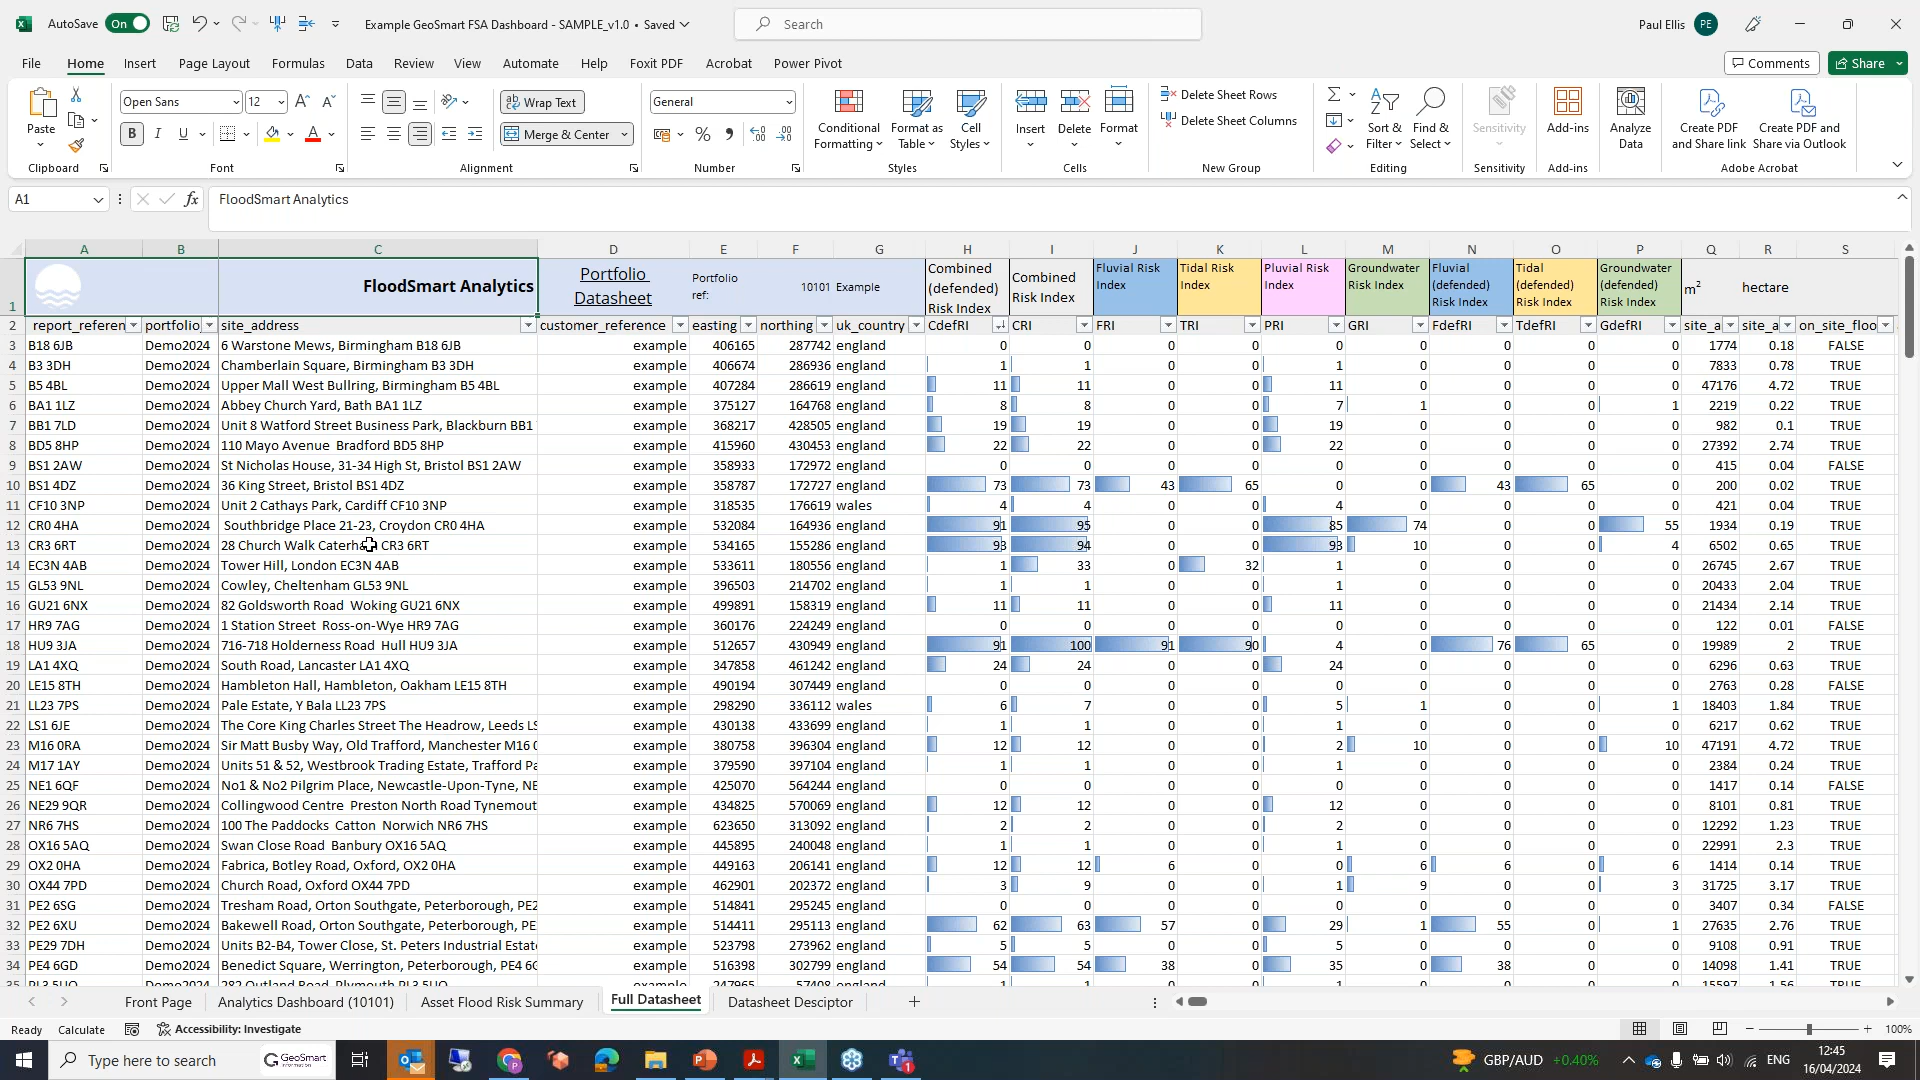 AutoSave On Example GeoSmart FSA Dashboard - SAMPLE_v1.0 • Saved Search Paul Ellis PE
File Home Insert Page Layout Formulas Data Review View Automate Help Foxit PDF Acrobat Power Pivot Comments Share
Open Sans 12 Wrap Text General Delete Sheet Rows
Paste B I U Merge & Center Conditional Formatting Format as Table Cell Styles Insert Delete Format Delete Sheet Columns Sort & Filter Find & Select Sensitivity Add-ins Analyze Data Create PDF and Share link Create PDF and Share via Outlook
Clipboard Font Alignment Number Styles Cells New Group Editing Sensitivity Add-ins Adobe Acrobat
A1 fx FloodSmart Analytics
A B C D E F G H I J K L M N O P Q R S
1 FloodSmart Analytics Portfolio Datasheet Portfolio ref: 10101 Example Combined (defended) Risk Index Combined Risk Index Fluvial Risk Index Tidal Risk Index Pluvial Risk Index Groundwater Risk Index Fluvial (defended) Risk Index Tidal (defended) Risk Index Groundwater (defended) Risk Index m² hectare
2 report_referen portfolio site_address customer_reference easting northing uk_country CdefRI CRI FRI TRI PRI GRI FdefRI TdefRI GdefRI site_a site_a on_site_floo
3 B18 6JB Demo2024 6 Warstone Mews, Birmingham B18 6JB example 406165 287742 england 0 0 0 0 0 0 0 0 0 1774 0.18 FALSE
4 B3 3DH Demo2024 Chamberlain Square, Birmingham B3 3DH example 406674 286936 england 1 1 0 0 1 0 0 0 0 7833 0.78 TRUE
5 B5 4BL Demo2024 Upper Mall West Bullring, Birmingham B5 4BL example 407284 286619 england 11 11 0 0 11 0 0 0 0 47176 4.72 TRUE
6 BA1 1LZ Demo2024 Abbey Church Yard, Bath BA1 1LZ example 375127 164768 england 8 8 0 0 7 1 0 0 1 2219 0.22 TRUE
7 BB1 7LD Demo2024 Unit 8 Watford Street Business Park, Blackburn BB1 example 368217 428505 england 19 19 0 0 19 0 0 0 0 982 0.1 TRUE
8 BD5 8HP Demo2024 110 Mayo Avenue Bradford BD5 8HP example 415960 430453 england 22 22 0 0 22 0 0 0 0 27392 2.74 TRUE
9 BS1 2AW Demo2024 St Nicholas House, 31-34 High St, Bristol BS1 2AW example 358933 172972 england 0 0 0 0 0 0 0 0 0 415 0.04 FALSE
10 BS1 4DZ Demo2024 36 King Street, Bristol BS1 4DZ example 358787 172727 england 73 73 43 65 0 0 43 65 0 200 0.02 TRUE
11 CF10 3NP Demo2024 Unit 2 Cathays Park, Cardiff CF10 3NP example 318535 176619 wales 4 4 0 0 4 0 0 0 0 421 0.04 TRUE
12 CR0 4HA Demo2024 Southbridge Place 21-23, Croydon CR0 4HA example 532084 164936 england 91 95 0 0 85 74 0 0 55 1934 0.19 TRUE
13 CR3 6RT Demo2024 28 Church Walk Caterham CR3 6RT example 534165 155286 england 93 94 0 0 93 10 0 0 4 6502 0.65 TRUE
14 EC3N 4AB Demo2024 Tower Hill, London EC3N 4AB example 533611 180556 england 1 33 0 32 1 0 0 0 0 26745 2.67 TRUE
15 GL53 9NL Demo2024 Cowley, Cheltenham GL53 9NL example 396503 214702 england 1 1 0 0 1 0 0 0 0 20433 2.04 TRUE
16 GU21 6NX Demo2024 82 Goldsworth Road Woking GU21 6NX example 499891 158319 england 11 11 0 0 11 0 0 0 0 21434 2.14 TRUE
17 HR9 7AG Demo2024 1 Station Street Ross-on-Wye HR9 7AG example 360176 224249 england 0 0 0 0 0 0 0 0 0 122 0.01 FALSE
18 HU9 3JA Demo2024 716-718 Holderness Road Hull HU9 3JA example 512657 430949 england 91 100 91 90 4 0 76 65 0 19989 2 TRUE
19 LA1 4XQ Demo2024 South Road, Lancaster LA1 4XQ example 347858 461242 england 24 24 0 0 24 0 0 0 0 6296 0.63 TRUE
20 LE15 8TH Demo2024 Hambleton Hall, Hambleton, Oakham LE15 8TH example 490194 307449 england 0 0 0 0 0 0 0 0 0 2763 0.28 FALSE
21 LL23 7PS Demo2024 Pale Estate, Y Bala LL23 7PS example 298290 336112 wales 6 7 0 0 5 1 0 0 1 18403 1.84 TRUE
22 LS1 6JE Demo2024 The Core King Charles Street The Headrow, Leeds LS example 430138 433699 england 1 1 0 0 1 0 0 0 0 6217 0.62 TRUE
23 M16 0RA Demo2024 Sir Matt Busby Way, Old Trafford, Manchester M16 0 example 380758 396304 england 12 12 0 0 2 10 0 0 10 47191 4.72 TRUE
24 M17 1AY Demo2024 Units 51 & 52, Westbrook Trading Estate, Trafford Pa example 379590 397104 england 1 1 0 0 1 0 0 0 0 2384 0.24 TRUE
25 NE1 6QF Demo2024 No1 & No2 Pilgrim Place, Newcastle-Upon-Tyne, NE example 425070 564244 england 0 0 0 0 0 0 0 0 0 1417 0.14 FALSE
26 NE29 9QR Demo2024 Collingwood Centre Preston North Road Tynemout example 434825 570069 england 12 12 0 0 12 0 0 0 0 8101 0.81 TRUE
27 NR6 7HS Demo2024 100 The Paddocks Catton Norwich NR6 7HS example 623650 313092 england 2 2 0 0 2 0 0 0 0 12292 1.23 TRUE
28 OX16 5AQ Demo2024 Swan Close Road Banbury OX16 5AQ example 445895 240048 england 1 1 0 0 1 0 0 0 0 22991 2.3 TRUE
29 OX2 0HA Demo2024 Fabrica, Botley Road, Oxford, OX2 0HA example 449163 206141 england 12 12 6 0 0 6 6 0 6 1414 0.14 TRUE
30 OX44 7PD Demo2024 Church Road, Oxford OX44 7PD example 462901 202372 england 3 9 0 0 1 9 0 0 3 31725 3.17 TRUE
31 PE2 6SG Demo2024 Tresham Road, Orton Southgate, Peterborough, PE2 example 514841 295245 england 0 0 0 0 0 0 0 0 0 3407 0.34 FALSE
32 PE2 6XU Demo2024 Bakewell Road, Orton Southgate, Peterborough, PE example 514411 295113 england 62 63 57 0 29 1 55 0 1 27635 2.76 TRUE
33 PE29 7DH Demo2024 Units B2-B4, Tower Close, St. Peters Industrial Estat example 523798 273962 england 5 5 0 0 5 0 0 0 0 9108 0.91 TRUE
34 PE4 6GD Demo2024 Benedict Square, Werrington, Peterborough, PE4 6G example 516398 302799 england 54 54 38 0 35 0 38 0 0 14098 1.41 TRUE
Front Page Analytics Dashboard (10101) Asset Flood Risk Summary Full Datasheet Datasheet Desciptor
Ready Calculate Accessibility: Investigate 100%
Type here to search GeoSmart Information GBP/AUD +0.40% ENG 12:45
16/04/2024